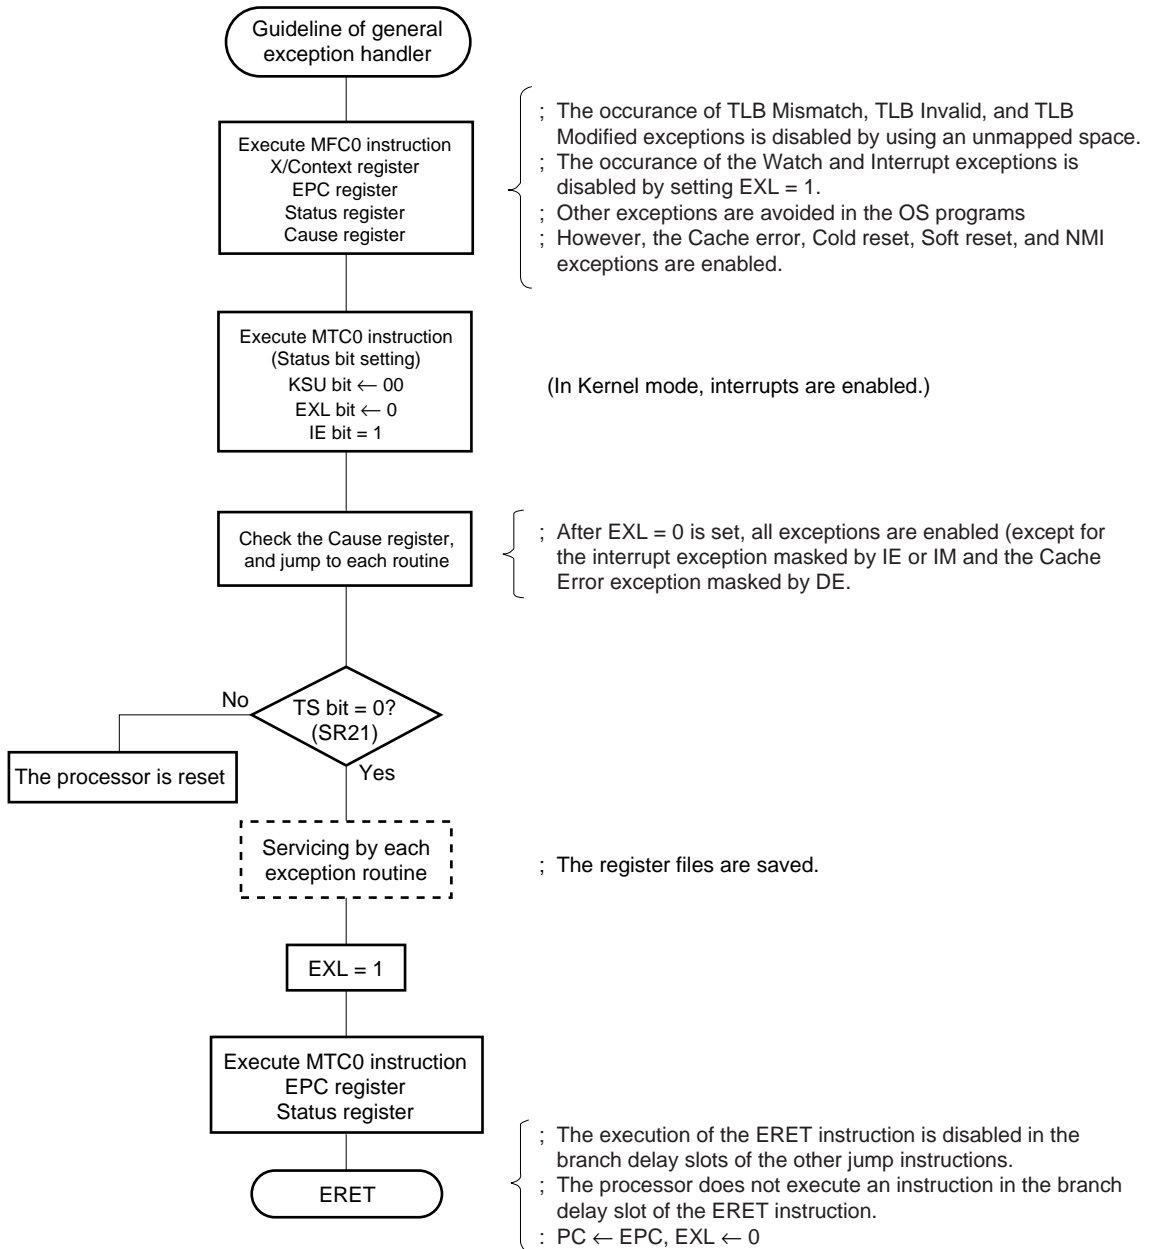 Guideline of general
exception handler
Execute MFC0 instruction
X/Context register
EPC register
Status register
Cause register
; The occurance of TLB Mismatch, TLB Invalid, and TLB
Modified exceptions is disabled by using an unmapped space.
; The occurance of the Watch and Interrupt exceptions is
disabled by setting EXL = 1.
; Other exceptions are avoided in the OS programs
; However, the Cache error, Cold reset, Soft reset, and NMI
exceptions are enabled.
Execute MTC0 instruction
(Status bit setting)
KSU bit ← 00
EXL bit ← 0
IE bit = 1
(In Kernel mode, interrupts are enabled.)
Check the Cause register,
and jump to each routine
; After EXL = 0 is set, all exceptions are enabled (except for
the interrupt exception masked by IE or IM and the Cache
Error exception masked by DE.
No
TS bit = 0?
(SR21)
The processor is reset
Yes
Servicing by each
exception routine
; The register files are saved.
EXL = 1
Execute MTC0 instruction
EPC register
Status register
; The execution of the ERET instruction is disabled in the
branch delay slots of the other jump instructions.
; The processor does not execute an instruction in the branch
delay slot of the ERET instruction.
: PC ← EPC, EXL ← 0
ERET